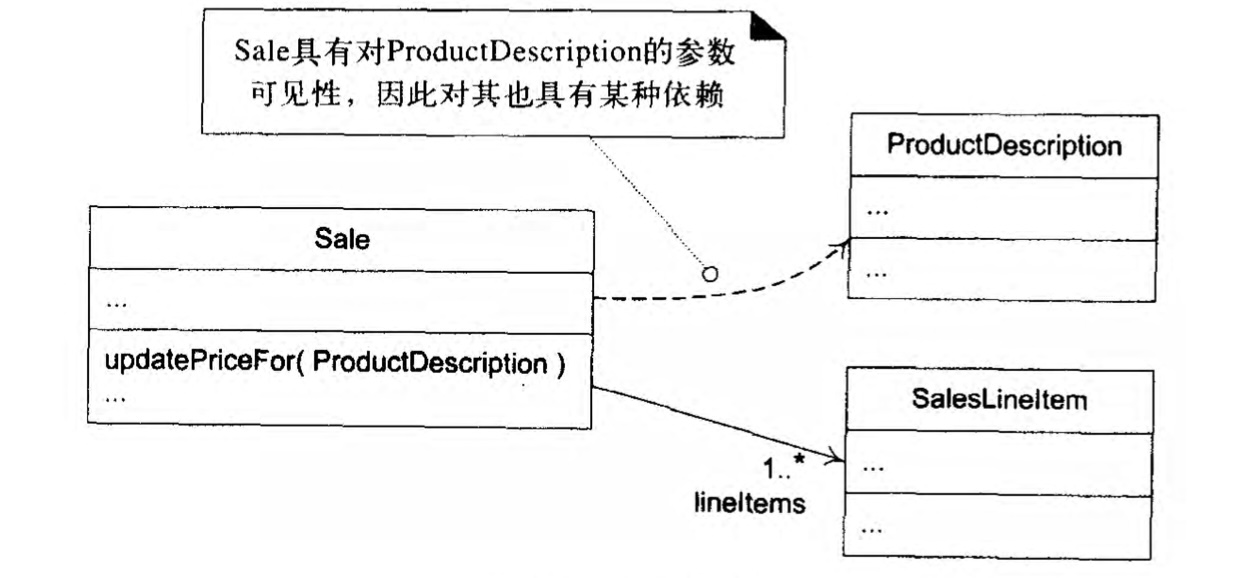 Sale具有对ProductDescription的参数
可见性，因此对其也具有某种依赖
ProductDescription
...
...
Sale
...
updatePriceFor( ProductDescription )
...
SalesLineItem
...
...
1..*
lineItems